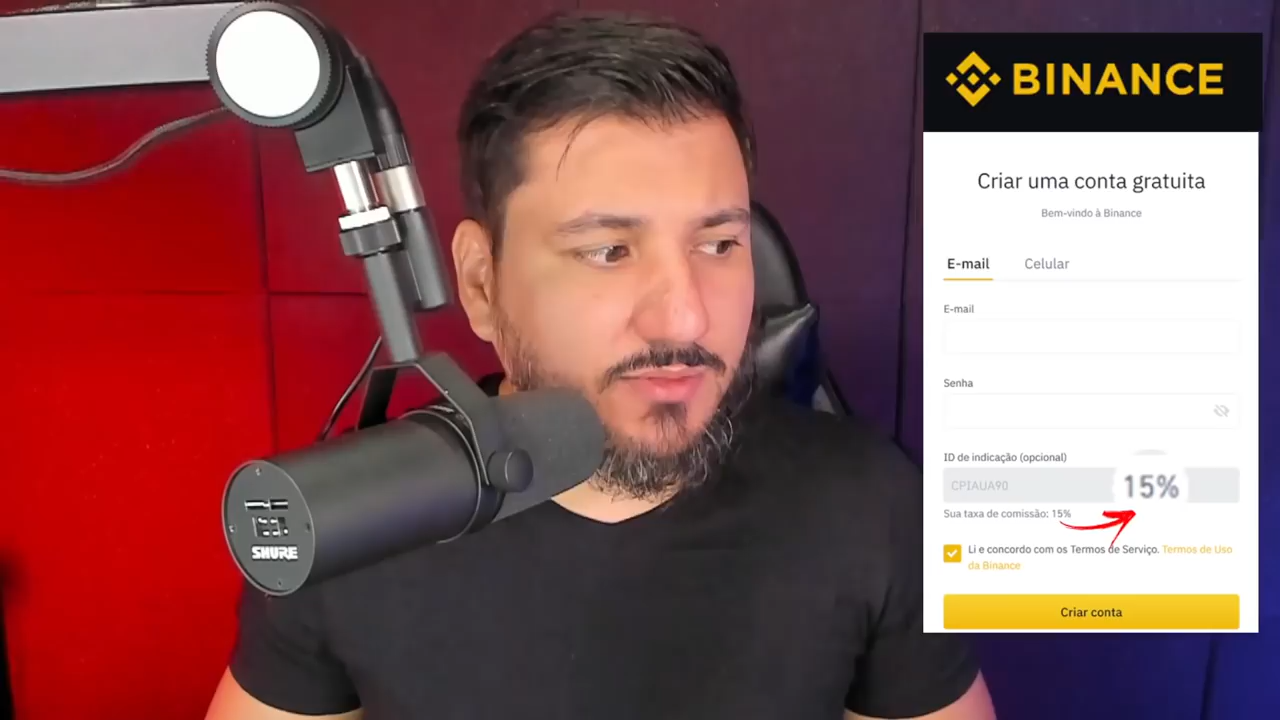 SHURE
BINANCE
Criar uma conta gratuita
Bem-vindo à Binance
E-mail
Celular
E-mail
Senha
ID de indicação (opcional)
CPIAUA90
15%
Sua taxa de comissão: 15%
Li e concordo com os Termos de Serviço. Termos de Uso
da Binance
Criar conta